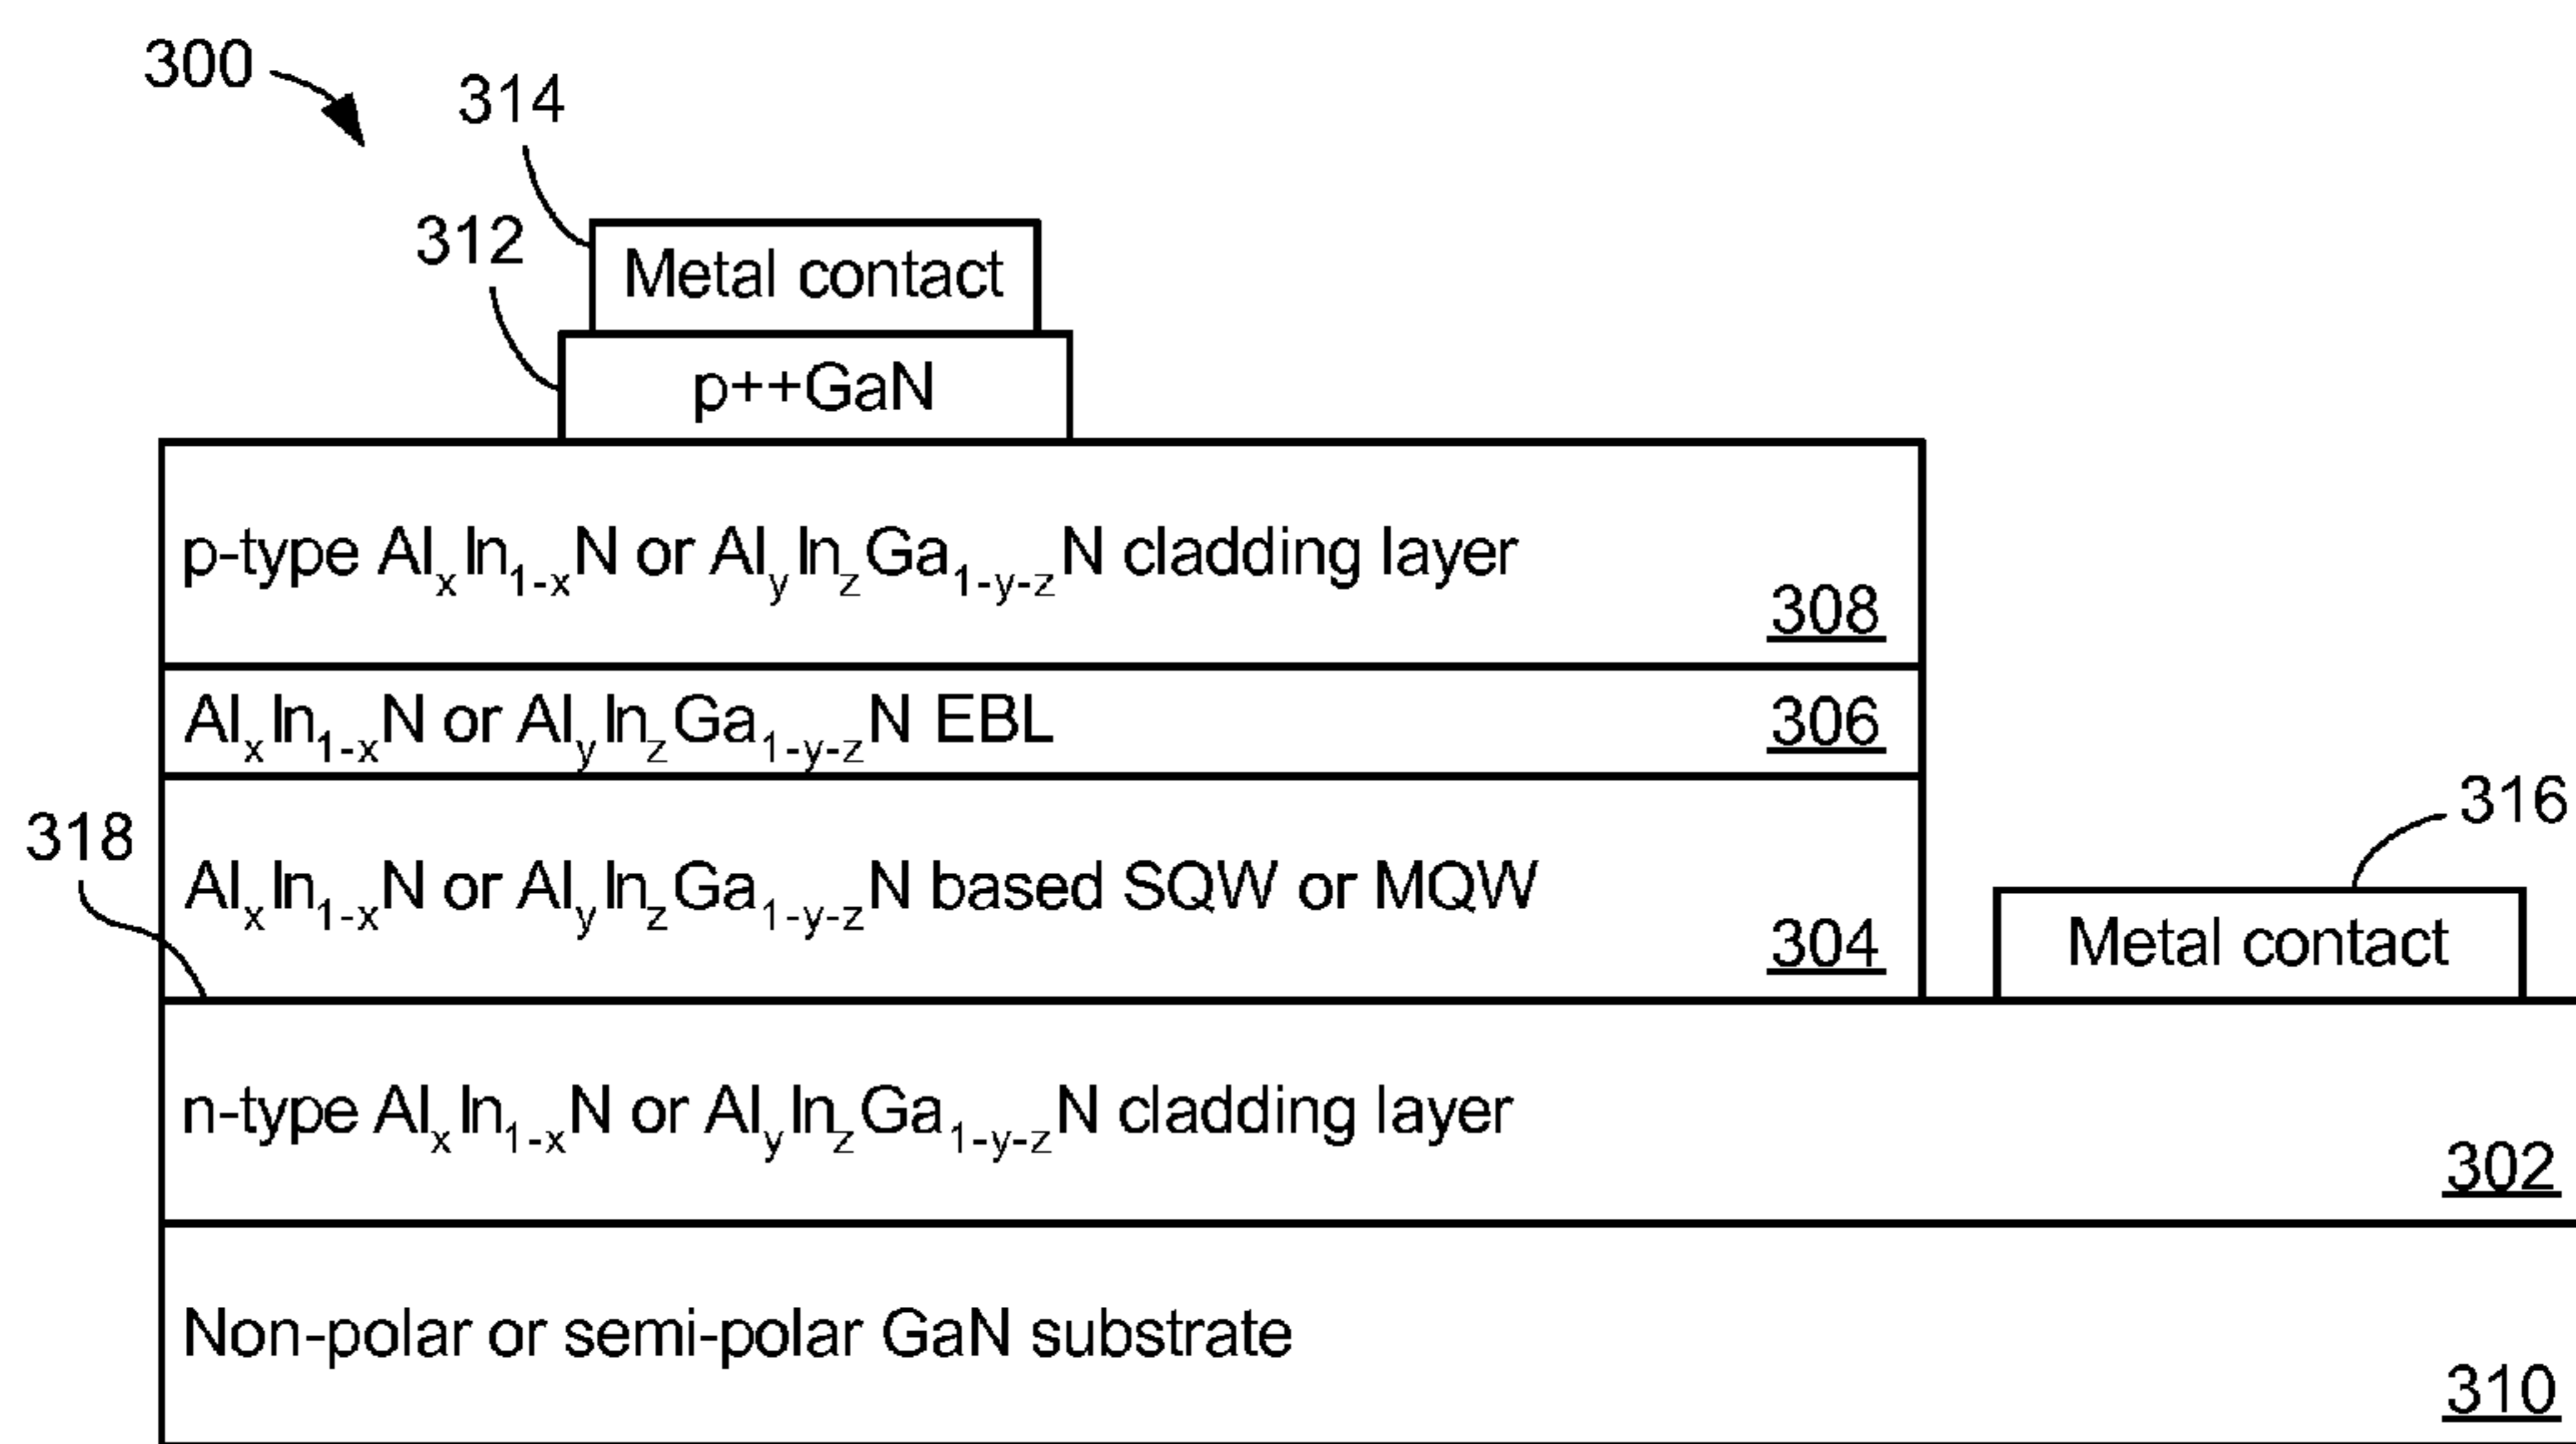 300
314
312
Metal contact
p++GaN
p-type AlₓIn₁₋ₓN or AlyInzGa1-y-zN cladding layer
308
AlₓIn₁₋ₓN or AlyInzGa1-y-zN EBL
306
318
316
AlₓIn₁₋ₓN or AlyInzGa1-y-zN based SQW or MQW
304
Metal contact
n-type AlₓIn₁₋ₓN or AlyInzGa1-y-zN cladding layer
302
Non-polar or semi-polar GaN substrate
310